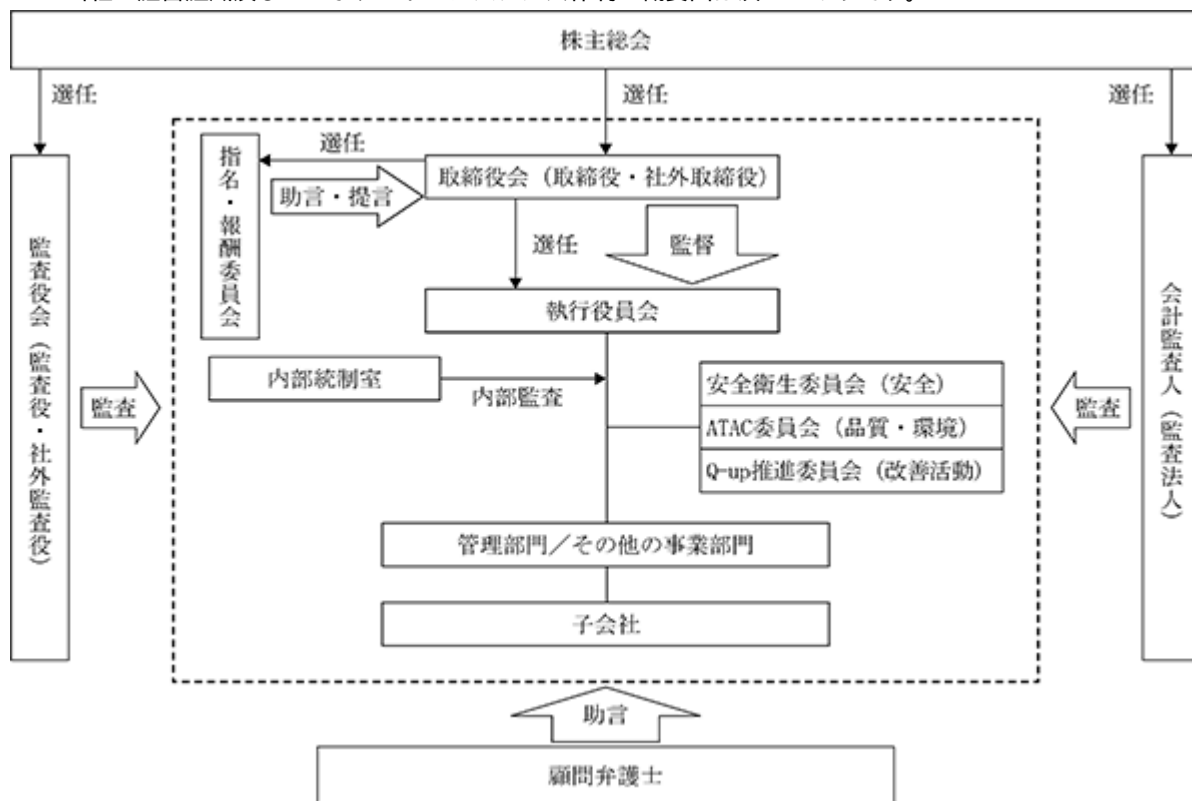 株主総会
選任
選任
選任
指名・報酬委員会
選任
助言・提言
取締役会（取締役・社外取締役）
選任
監督
執行役員会
監査役会（監査役・社外監査役）
監査
内部統制室
内部監査
安全衛生委員会（安全）
ATAC委員会（品質・環境）
Q-up推進委員会（改善活動）
監査
会計監査人（監査法人）
管理部門／その他の事業部門
子会社
助言
顧問弁護士